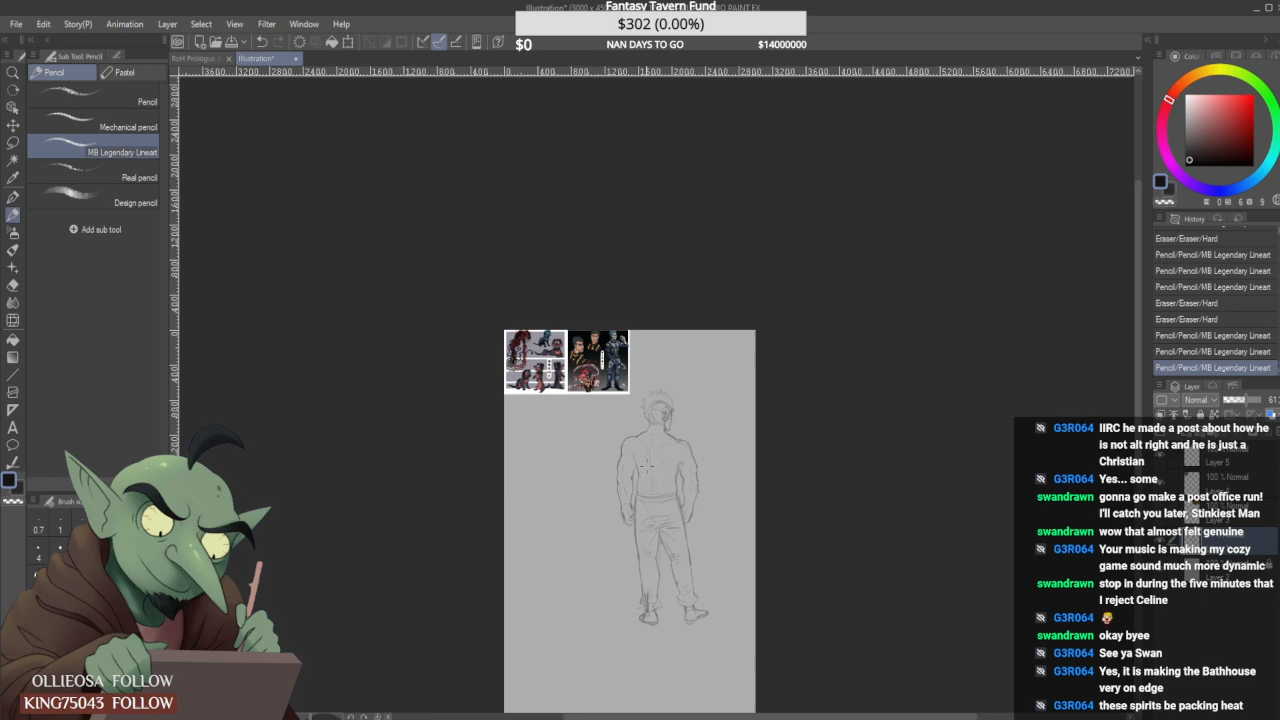 Fantasy Tavern Fund
$302 (0.00%)
$0 NAN DAYS TO GO $14000000
File Edit Story(P) Animation Layer Select View Filter Window Help
Sub Tool Pencil
RoH Prologue Illustration*
Pencil Pastel
Pencil
Mechanical pencil
MB Legendary Lineart
Real pencil
Design pencil
Add sub tool
Color
History
Eraser/Eraser/Hard
Pencil/Pencil/MB Legendary Lineart
Pencil/Pencil/MB Legendary Lineart
Pencil/Pencil/MB Legendary Lineart
Eraser/Eraser/Hard
Eraser/Eraser/Hard
Pencil/Pencil/MB Legendary Lineart
Pencil/Pencil/MB Legendary Lineart
Pencil/Pencil/MB Legendary Lineart
Layer
Normal
G3R064 IIRC he made a post about how he
is not alt right and he is just a
Christian
G3R064 Yes... some
swandrawn gonna go make a post office run!
I'll catch you later, Stinkiest Man
swandrawn wow that almost felt genuine
G3R064 Your music is making my cozy
game sound much more dynamic
swandrawn stop in during the five minutes that
I reject Celine
G3R064
swandrawn okay byee
G3R064 See ya Swan
G3R064 Yes, it is making the Bathhouse
very on edge
G3R064 these spirits be packing heat
OLLIEOSA FOLLOW
KING75043 FOLLOW